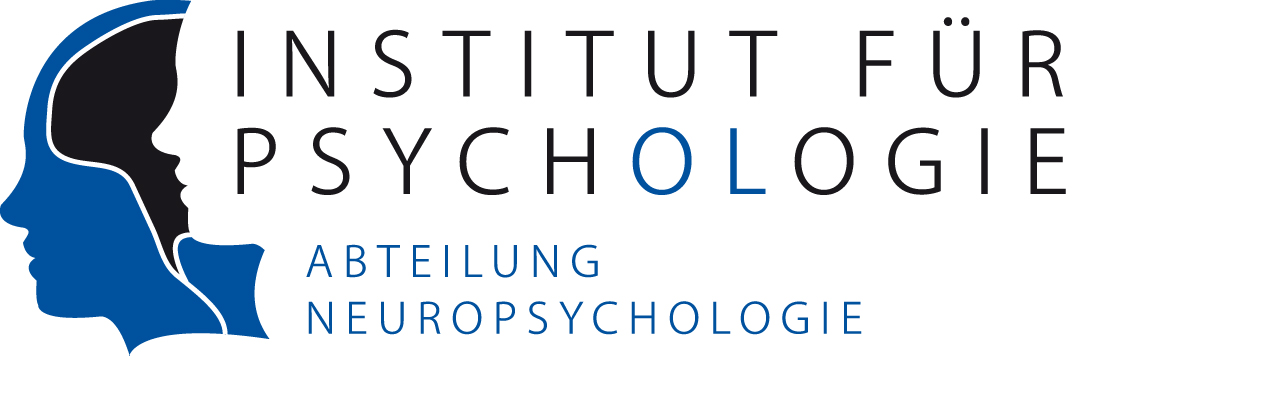 INSTITUT FÜR
PSYCHOLOGIE
ABTEILUNG
NEUROPSYCHOLOGIE